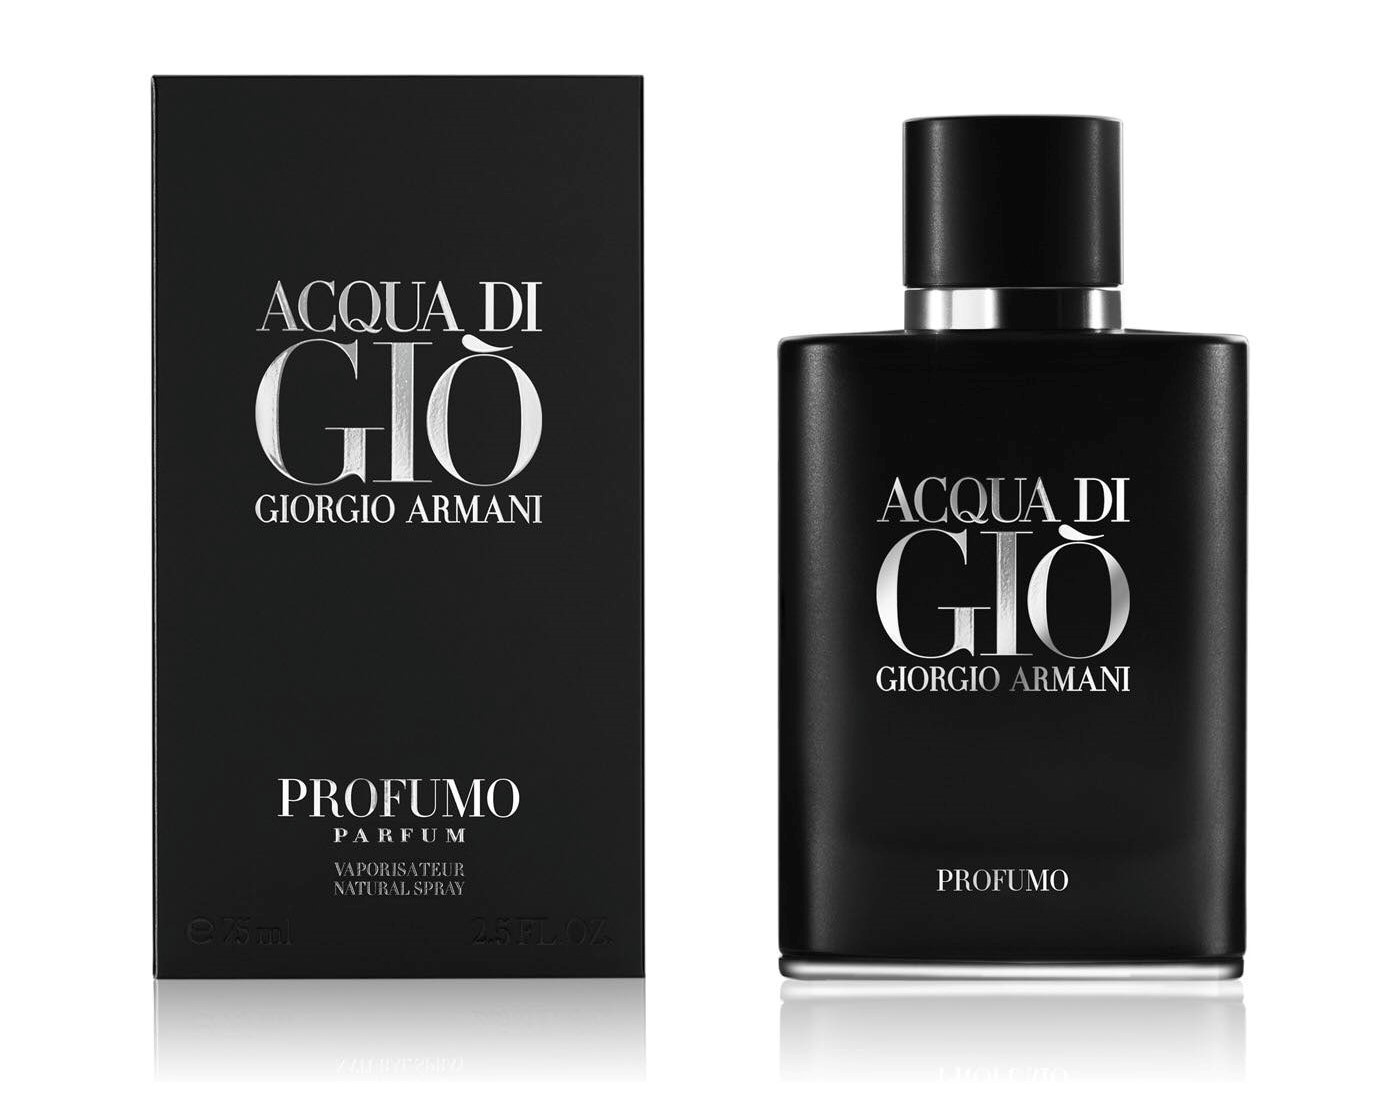 ACQUA DI
GIÒ
GIORGIO ARMANI
PROFUMO
PARFUM
VAPORISATEUR
NATURAL SPRAY
℮ 75 ml 2.5 FL. OZ.
ACQUA DI
GIÒ
GIORGIO ARMANI
PROFUMO